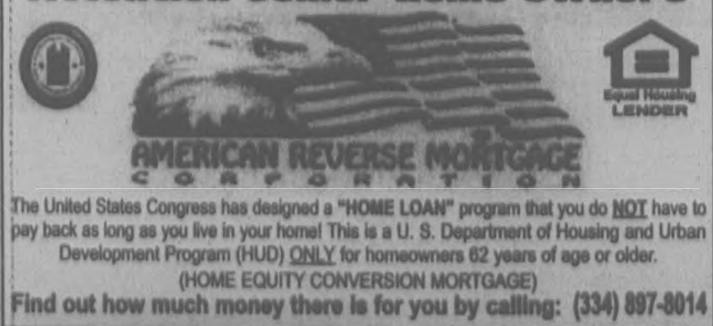 Equal Housing
LENDER
AMERICAN REVERSE MORTGAGE
CORPORATION
The United States Congress has designed a "HOME LOAN" program that you do NOT have to
pay back as long as you live in your home! This is a U. S. Department of Housing and Urban
Development Program (HUD) ONLY for homeowners 62 years of age or older.
(HOME EQUITY CONVERSION MORTGAGE)
Find out how much money there is for you by calling: (334) 897-8014